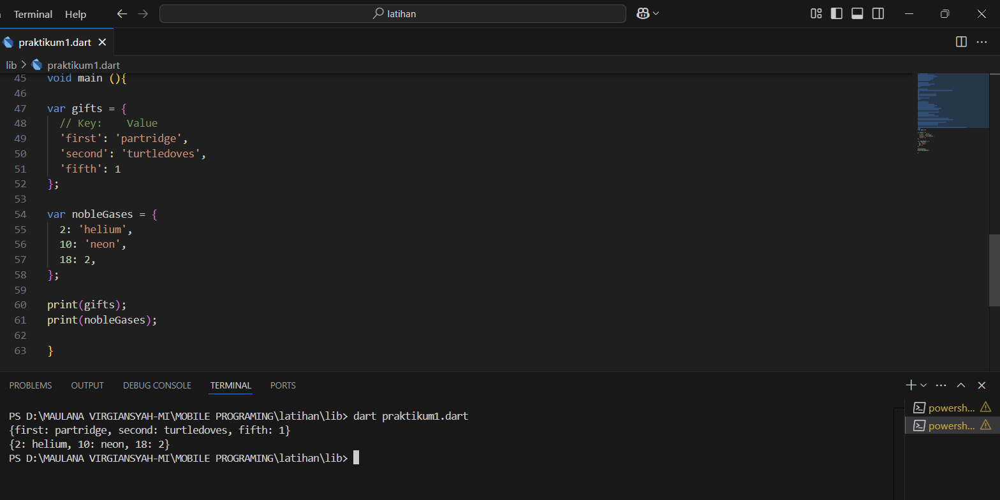 Terminal Help latihan
praktikum1.dart
lib > praktikum1.dart
45 void main (){
46
47 var gifts = {
48   // Key:    Value
49   'first': 'partridge',
50   'second': 'turtledoves',
51   'fifth': 1
52 };
53
54 var nobleGases = {
55   2: 'helium',
56   10: 'neon',
57   18: 2,
58 };
59
60 print(gifts);
61 print(nobleGases);
62
63 }
PROBLEMS OUTPUT DEBUG CONSOLE TERMINAL PORTS
PS D:\MAULANA VIRGIANSYAH-MI\MOBILE PROGRAMING\latihan\lib> dart praktikum1.dart
{first: partridge, second: turtledoves, fifth: 1}
{2: helium, 10: neon, 18: 2}
PS D:\MAULANA VIRGIANSYAH-MI\MOBILE PROGRAMING\latihan\lib>
powersh...
powersh...